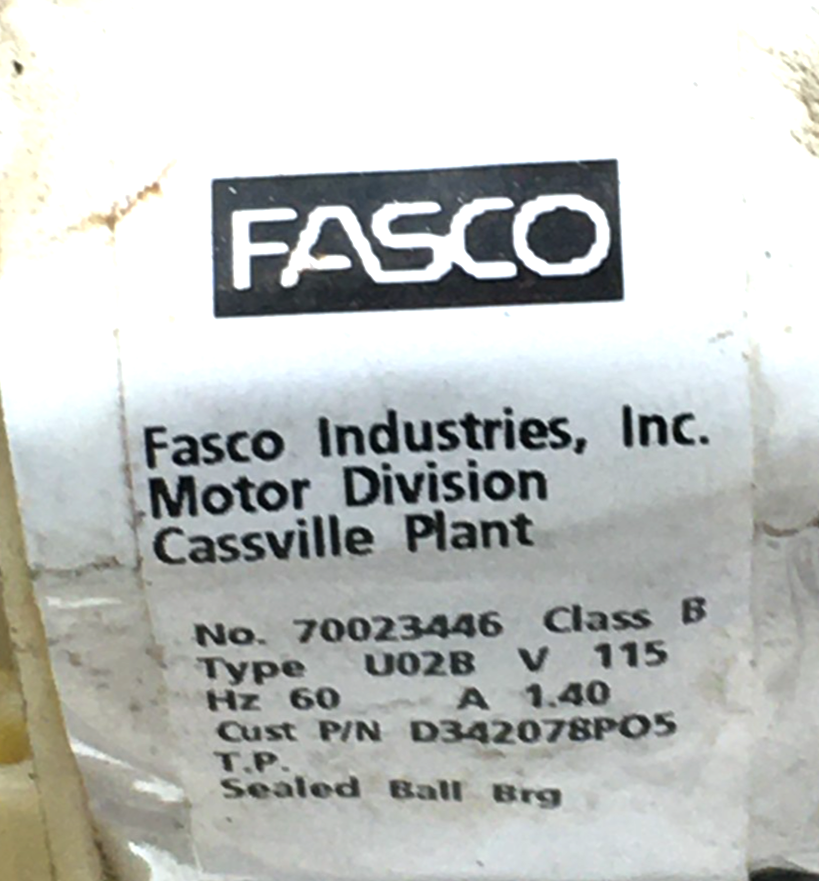 FASCO
Fasco Industries, Inc.
Motor Division
Cassville Plant
No. 70023446 Class B
Type U02B V 115
Hz 60 A 1.40
Cust P/N D342078PO5
T.P.
Sealed Ball Brg